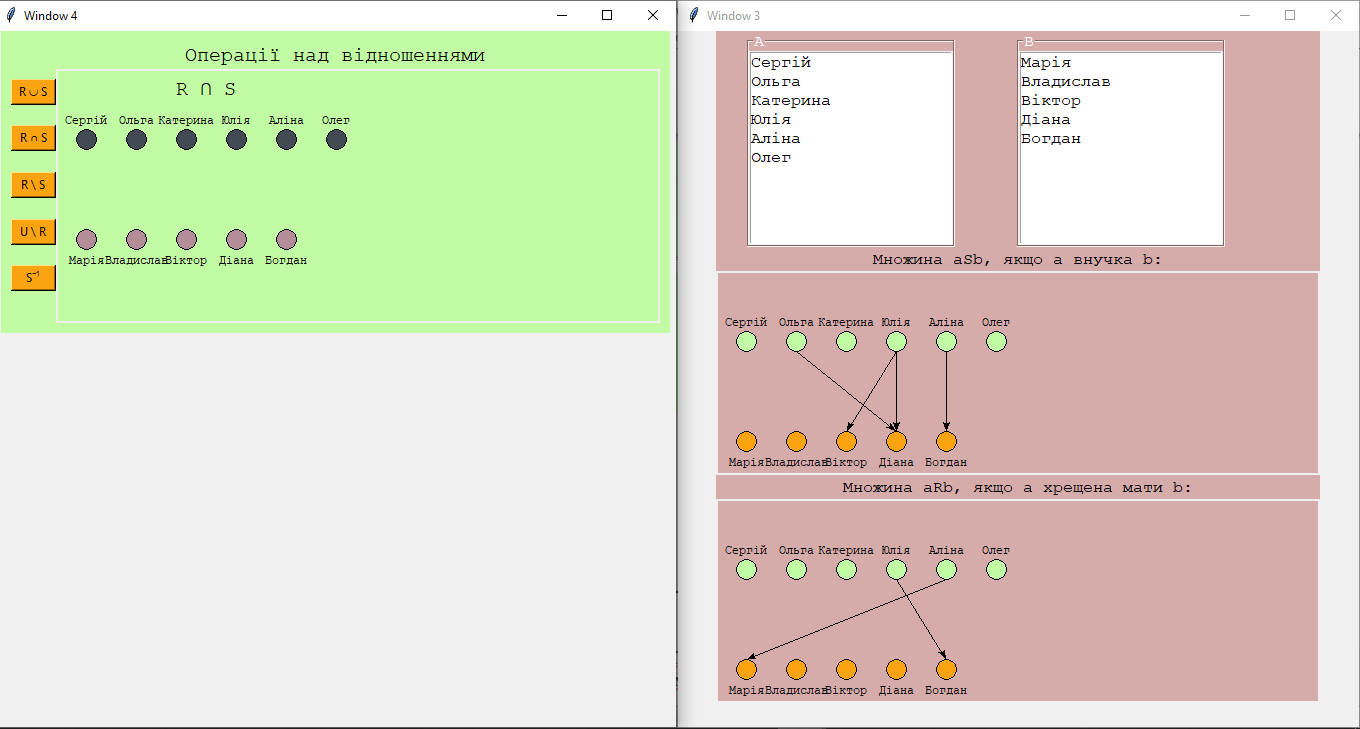 Window 4
Операції над відношеннями
R ∪ S
R ∩ S
R \ S
U \ R
S⁻¹
R ∩ S
Сергій Ольга Катерина Юлія Аліна Олег
Марія Владислав Віктор Діана Богдан
Window 3
A
Сергій
Ольга
Катерина
Юлія
Аліна
Олег
B
Марія
Владислав
Віктор
Діана
Богдан
Множина aSb, якщо a внучка b:
Сергій Ольга Катерина Юлія Аліна Олег
Марія Владислав Віктор Діана Богдан
Множина aRb, якщо a хрещена мати b:
Сергій Ольга Катерина Юлія Аліна Олег
Марія Владислав Віктор Діана Богдан